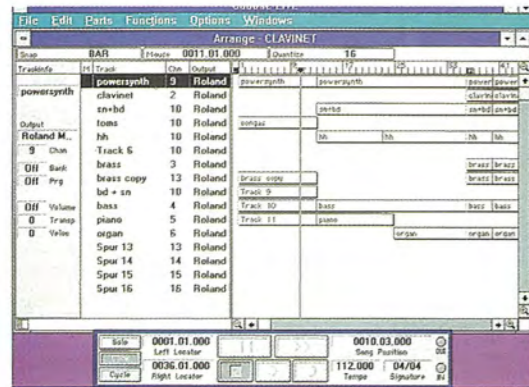 File Edit Parts Functions Options Windows
Arrange - CLAVINET
Snap BAR Mouse 0011.01.000 Quantize 16
TrackInfo M Track Chn Output
powersynth 9 Roland powersynth powersynth power power
powersynth clavinet 2 Roland clavin clavin
sn+bd 10 Roland sn+bd sn+bd sn+bd
Output toms 10 Roland congas
Roland M.. hh 10 Roland hh hh hh hh
9 Chan Track 6 10 Roland
Off Bank brass 3 Roland brass brass
Off Prg brass copy 13 Roland brass copy brass brass
bd + sn 10 Roland Track 9
Off Volume bass 4 Roland Track 10 bass bass bass
0 Transp piano 5 Roland Track 11 piano
0 Veloc organ 6 Roland organ organ organ
Spur 13 13 Roland
Spur 14 14 Roland
Spur 15 15 Roland
Spur 16 16 Roland
Solo 0001.01.000 0010.03.000
Left Locator Song Position OUT
Cycle 0036.01.000 112.000 04/04
Right Locator Tempo Signature IN